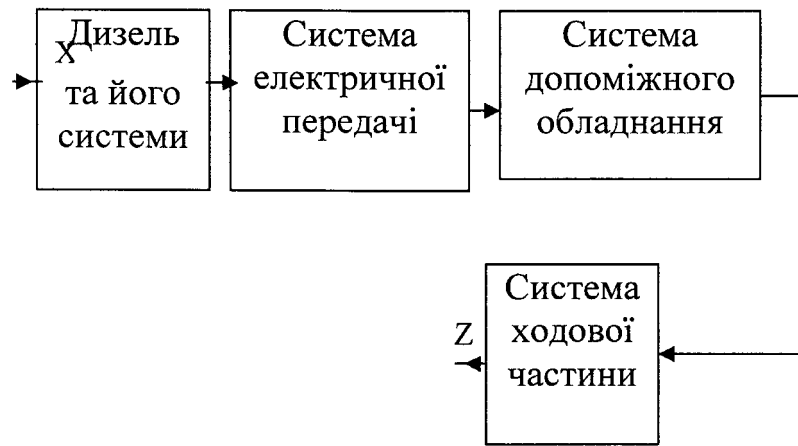 X
Дизель
та його
системи
Система
електричної
передачі
Система
допоміжного
обладнання
Система
ходової
частини
Z